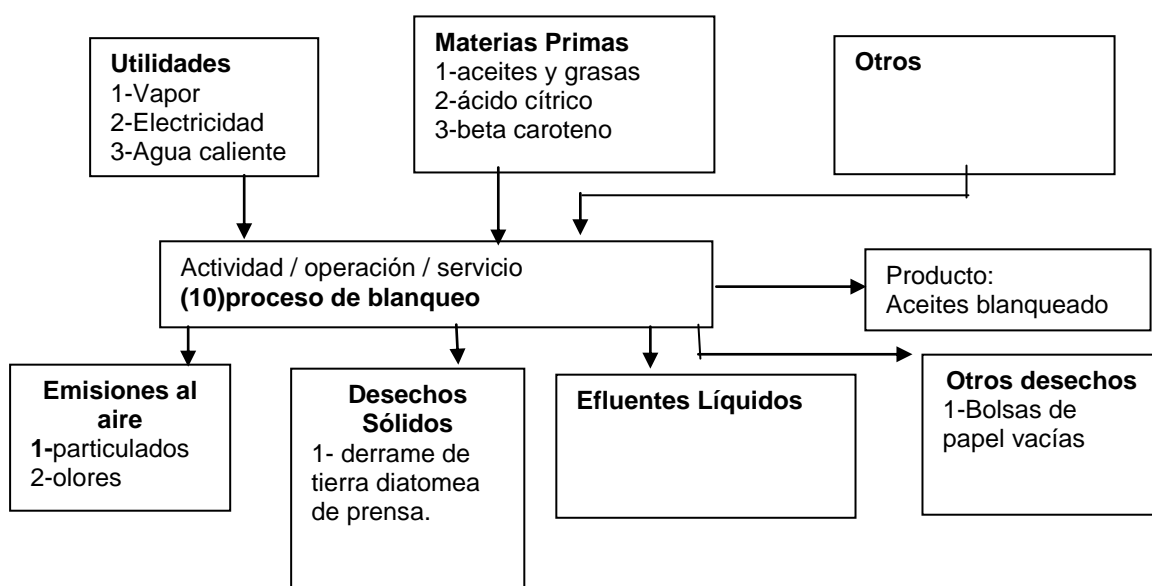 Utilidades
1-Vapor
2-Electricidad
3-Agua caliente
Materias Primas
1-aceites y grasas
2-ácido cítrico
3-beta caroteno
Otros
Actividad / operación / servicio
(10)proceso de blanqueo
Producto:
Aceites blanqueado
Emisiones al
aire
1-particulados
2-olores
Desechos
Sólidos
1- derrame de
tierra diatomea
de prensa.
Efluentes Líquidos
Otros desechos
1-Bolsas de
papel vacías